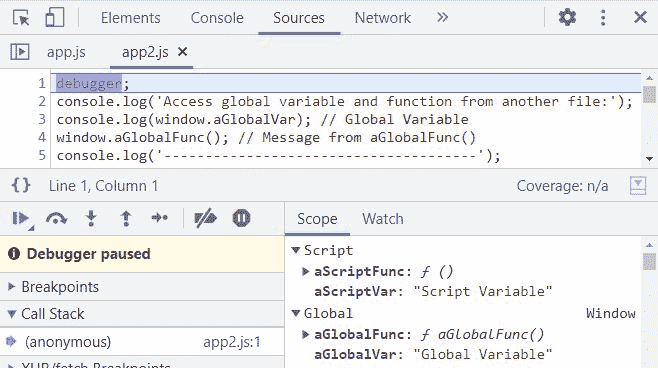 Elements Console Sources Network »
app.js app2.js ×
1 debugger;
2 console.log('Access global variable and function from another file:');
3 console.log(window.aGlobalVar); // Global Variable
4 window.aGlobalFunc(); // Message from aGlobalFunc()
5 console.log('--------------------------------------');
{} Line 1, Column 1 Coverage: n/a
Scope Watch
Debugger paused
Breakpoints
Call Stack
(anonymous) app2.js:1
XHR/fetch Breakpoints
Script
aScriptFunc: ƒ ()
aScriptVar: "Script Variable"
Global Window
aGlobalFunc: ƒ aGlobalFunc()
aGlobalVar: "Global Variable"